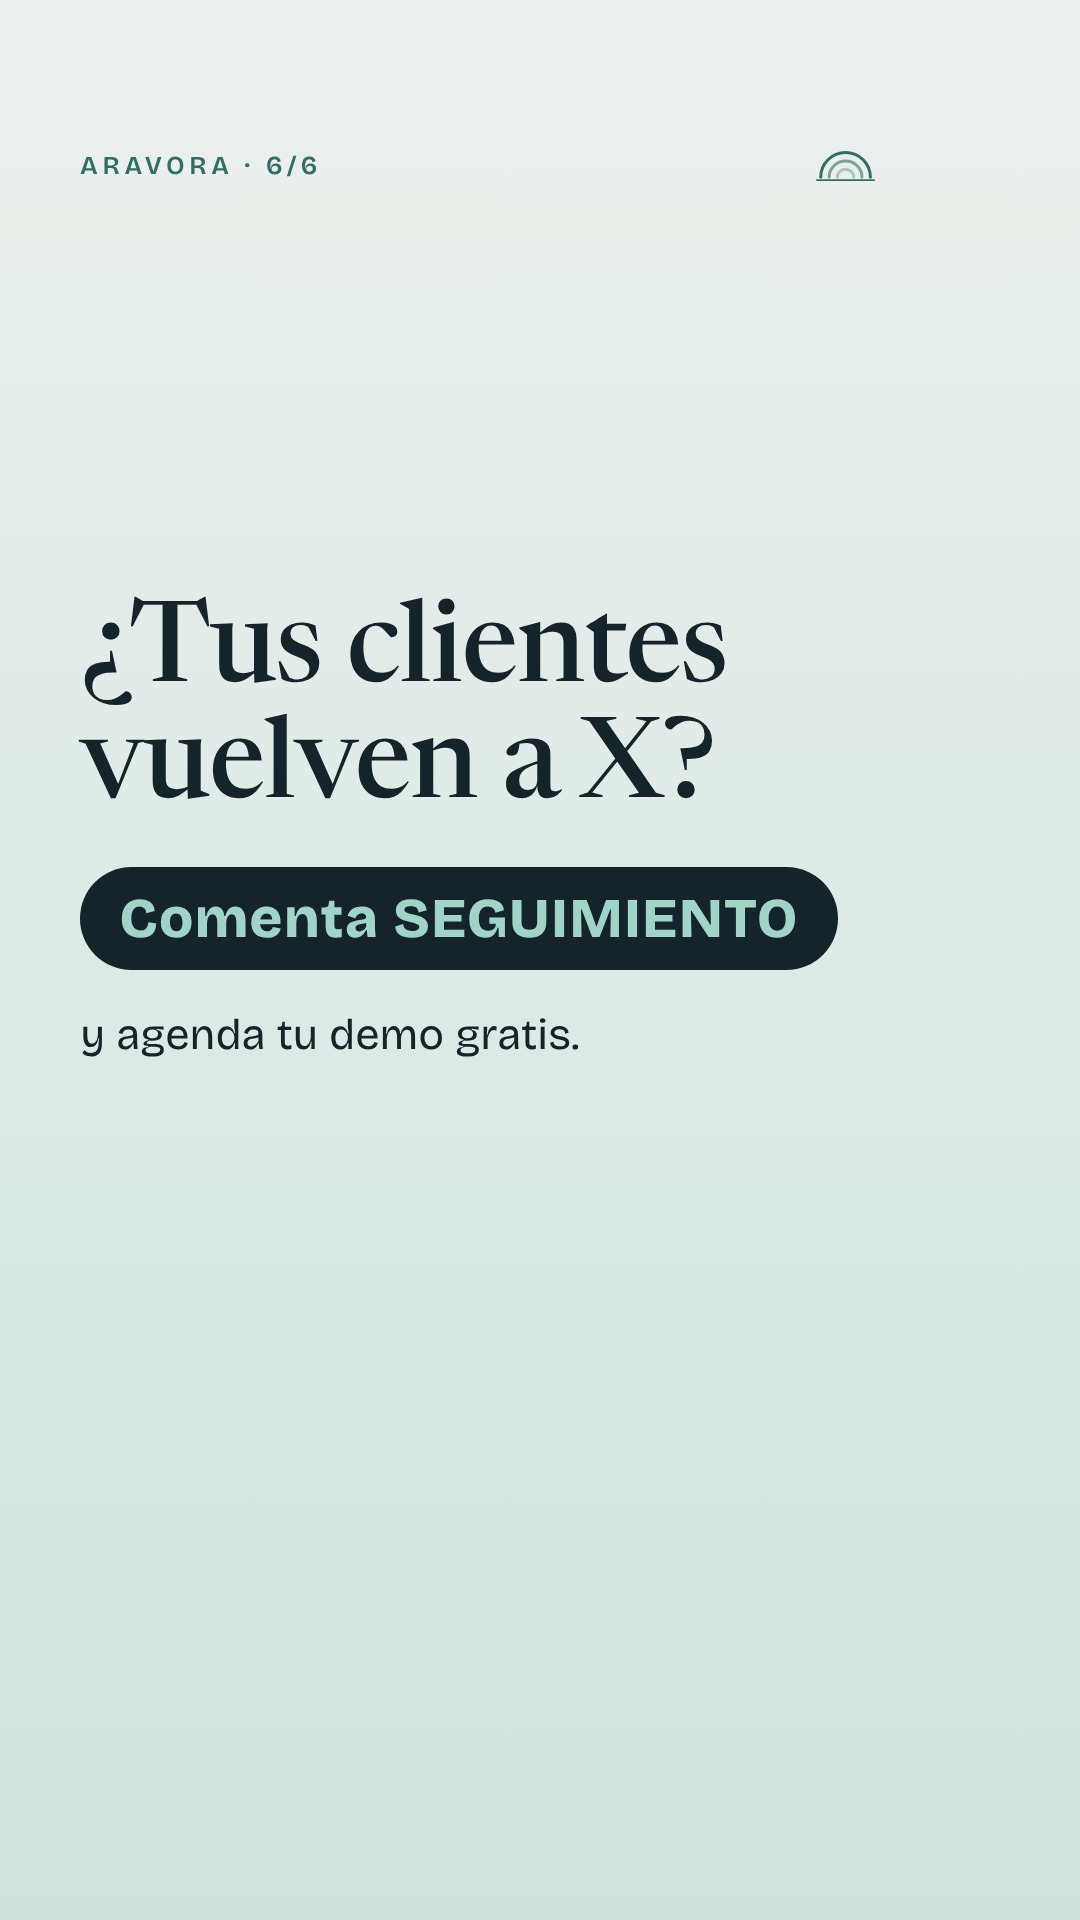 ARAVORA · 6/6
¿Tus clientes
vuelven a X?
Comenta SEGUIMIENTO
y agenda tu demo gratis.